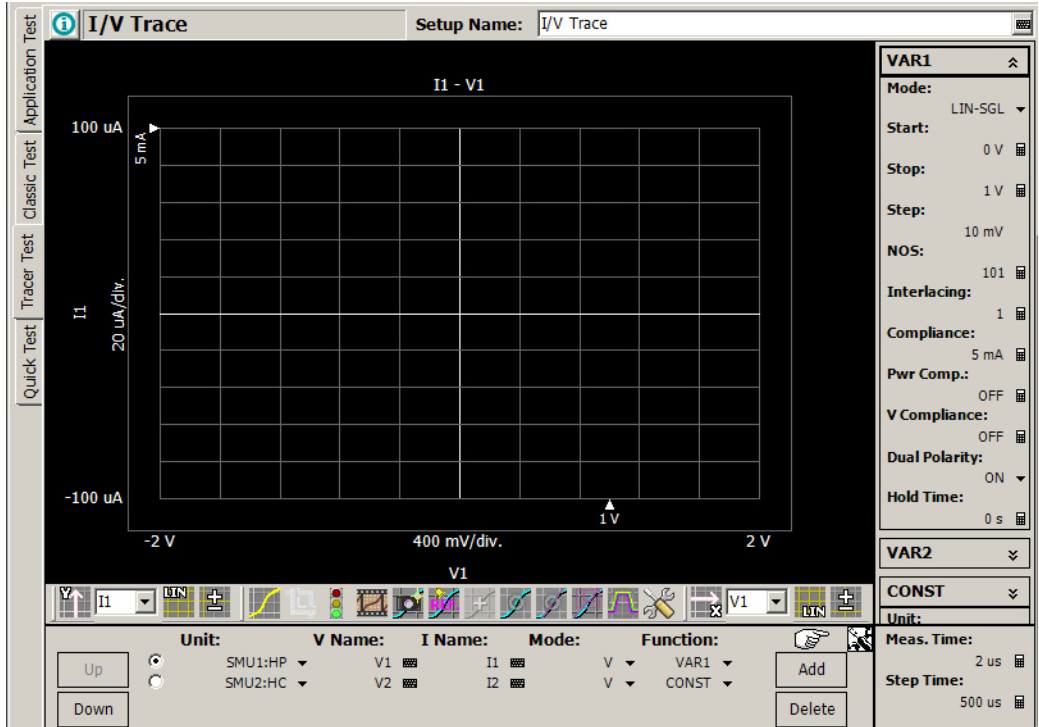 I/V Trace
Setup Name: I/V Trace
Application Test
Classic Test
Tracer Test
Quick Test
I1 - V1
100 uA
5 mA
I1
20 uA/div.
-100 uA
1 V
-2 V
400 mV/div.
2 V
V1
VAR1
Mode:
LIN-SGL
Start:
0 V
Stop:
1 V
Step:
10 mV
NOS:
101
Interlacing:
1
Compliance:
5 mA
Pwr Comp.:
OFF
V Compliance:
OFF
Dual Polarity:
ON
Hold Time:
0 s
VAR2
CONST
Unit:
Y I1 LIN REF. X V1 LIN
Unit: V Name: I Name: Mode: Function:
Up SMU1:HP V1 I1 V VAR1 Add
SMU2:HC V2 I2 V CONST
Down Delete
Meas. Time:
2 us
Step Time:
500 us